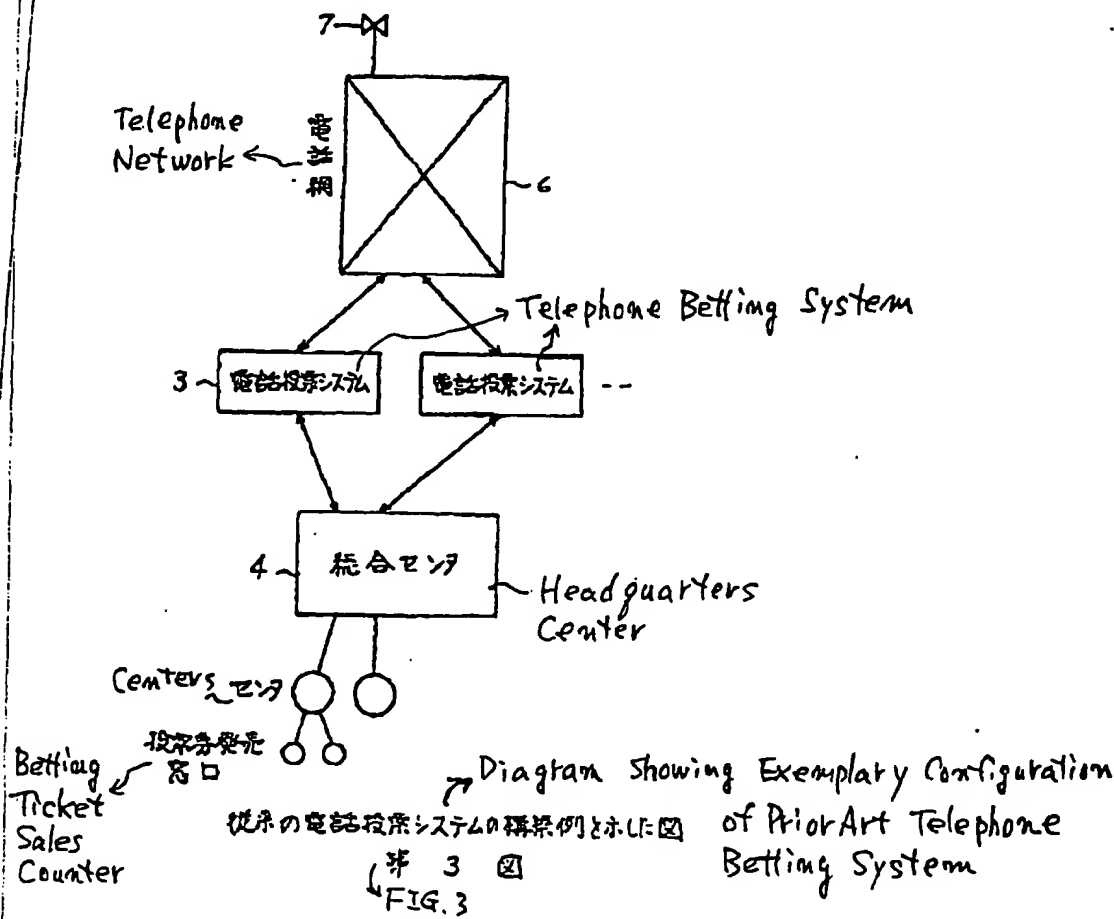 7
Telephone
Network
電話網
6
Telephone Betting System
3
電話投票システム
電話投票システム
--
4
総合センタ
Headquarters
Center
Centers
センタ
投票券発売
窓口
Betting
Ticket
Sales
Counter
Diagram Showing Exemplary Configuration
of Prior Art Telephone
Betting System
従来の電話投票システムの構築例を示した図
第 3 図
FIG.3